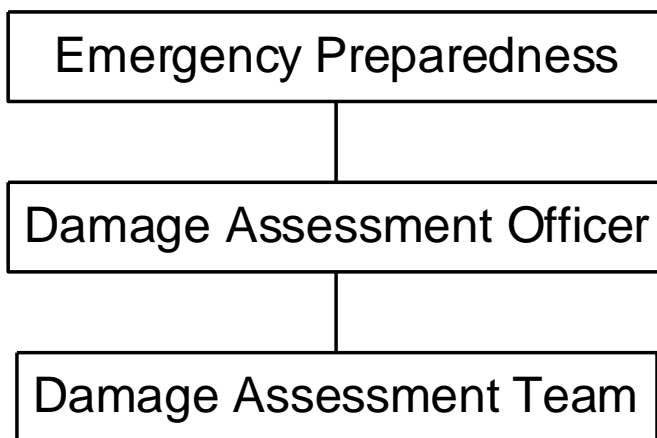 Emergency Preparedness
Damage Assessment Officer
Damage Assessment Team